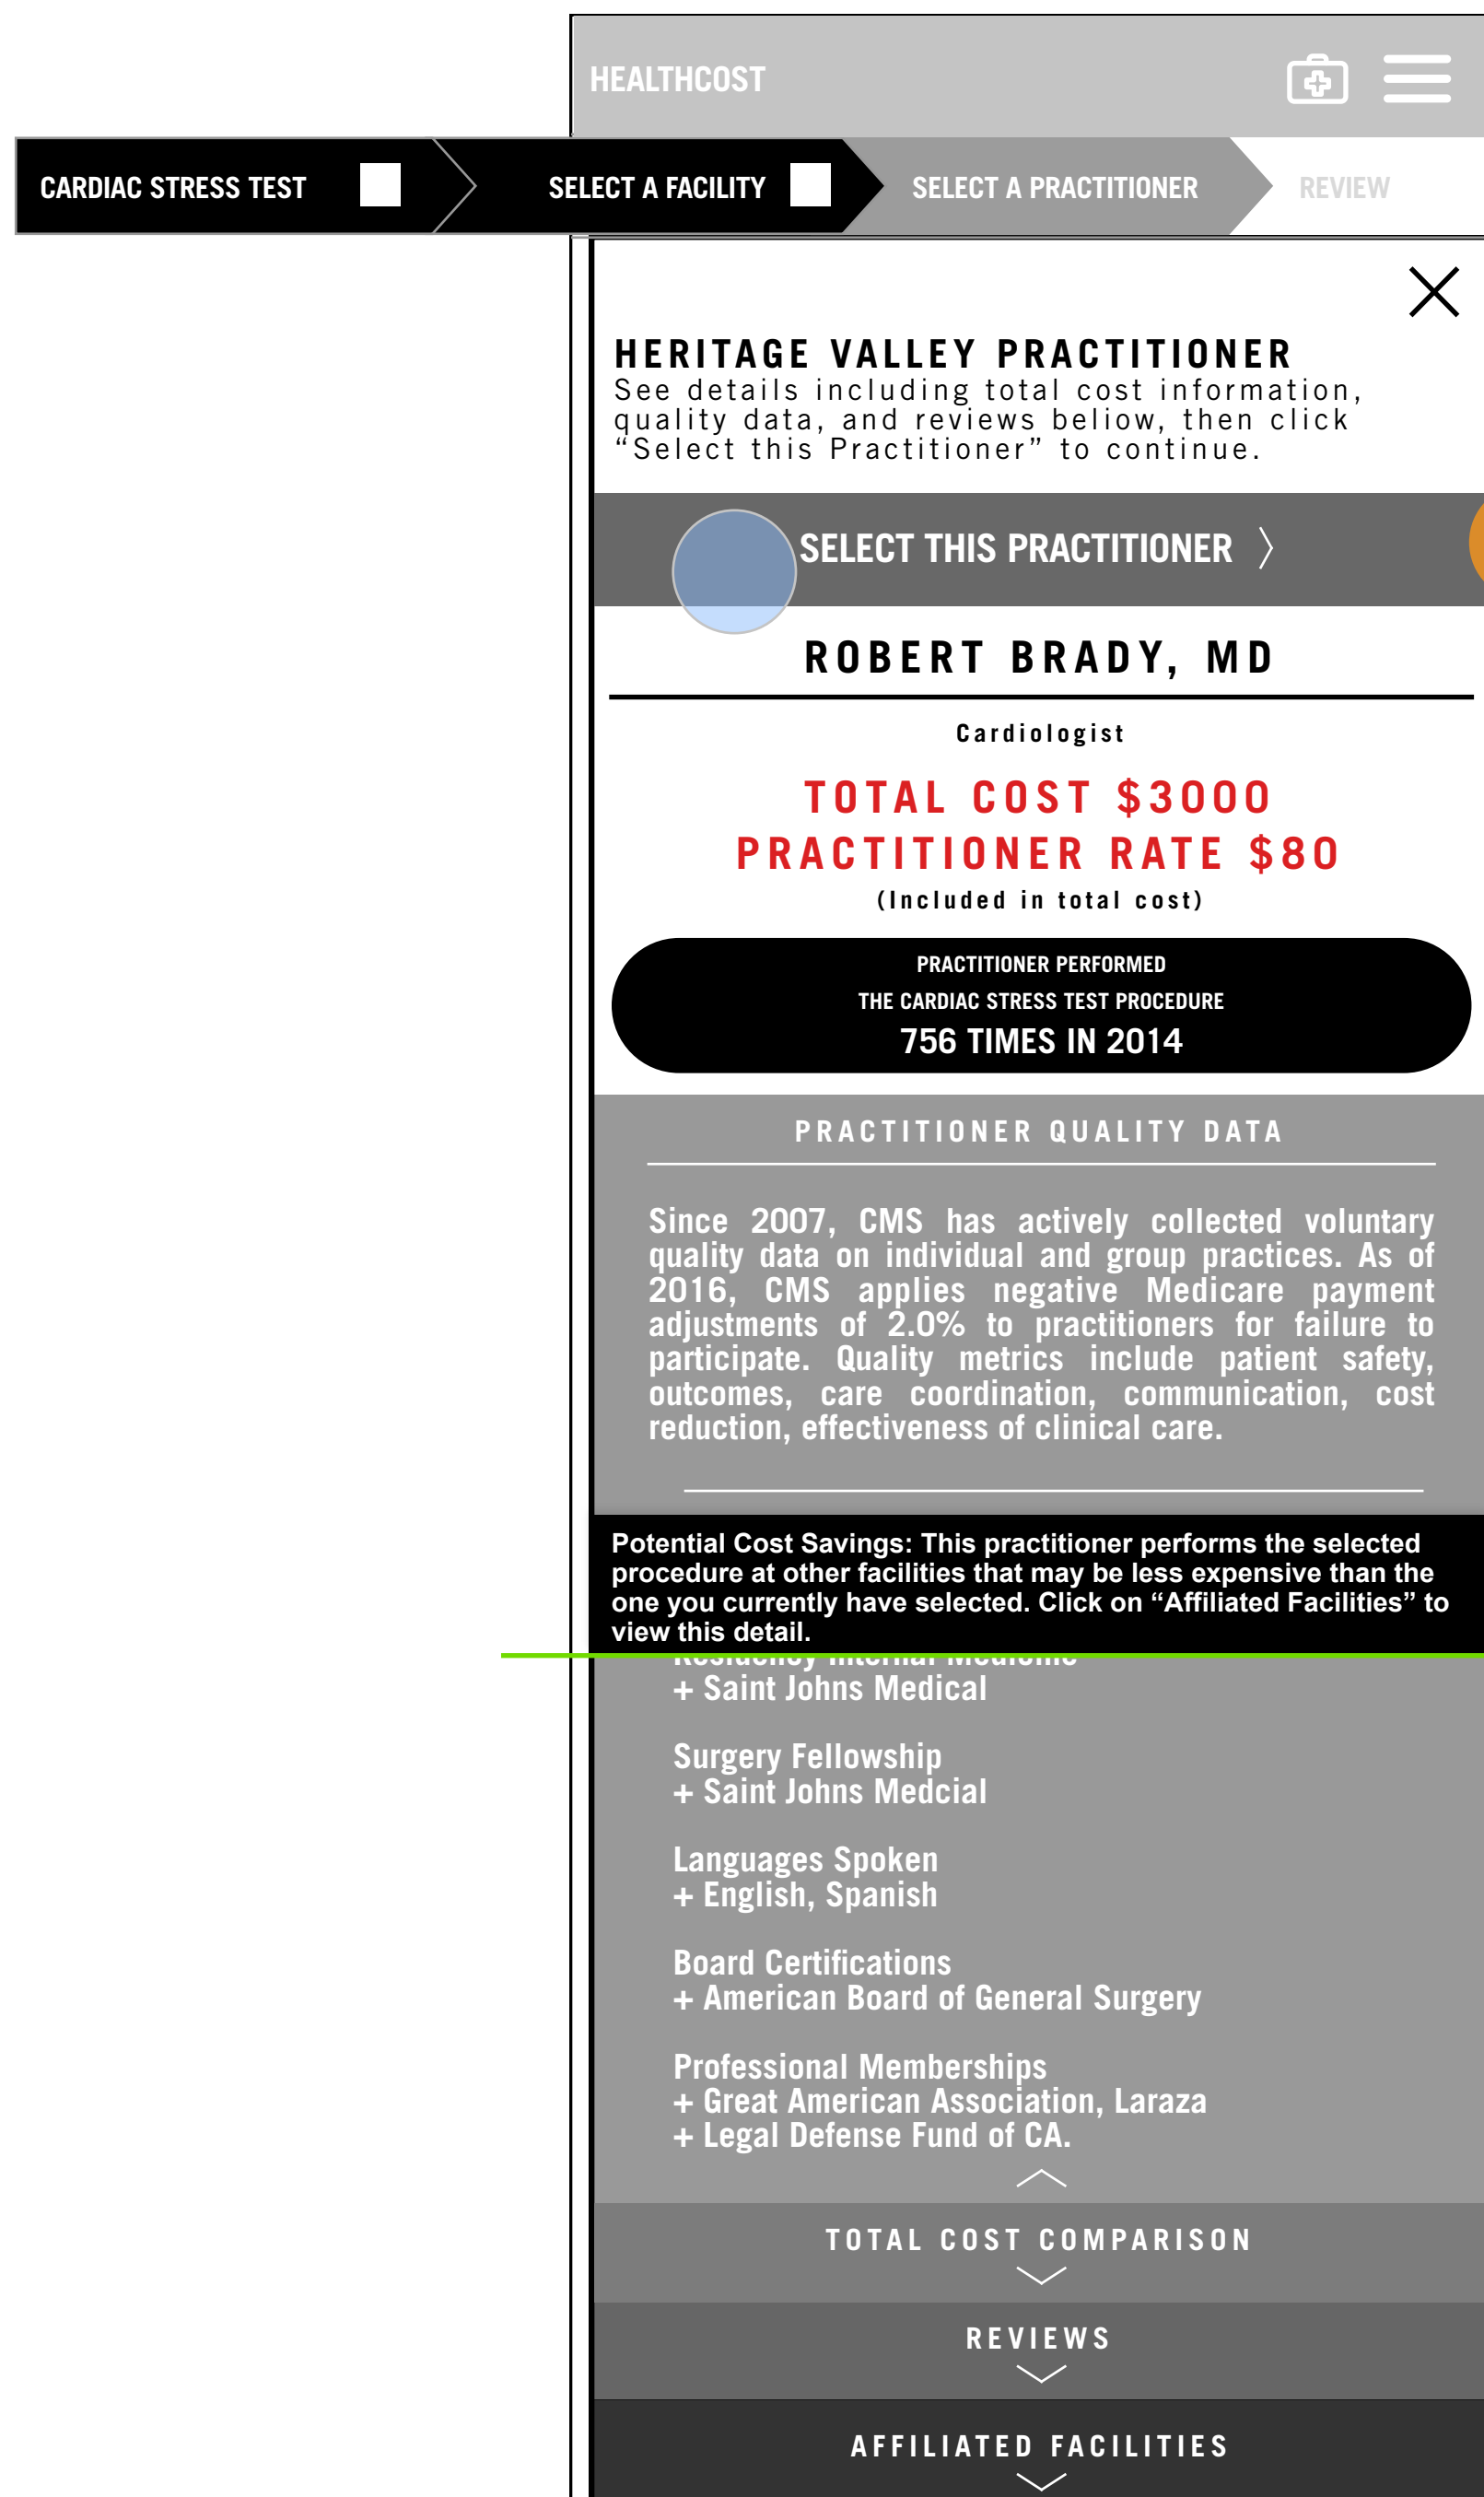 HEALTHCOST
CARDIAC STRESS TEST
SELECT A FACILITY
SELECT A PRACTITIONER
REVIEW
HERITAGE VALLEY PRACTITIONER
See details including total cost information,
quality data, and reviews beliow, then click
“Select this Practitioner” to continue.
SELECT THIS PRACTITIONER
ROBERT BRADY, MD
Cardiologist
TOTAL COST $3000
PRACTITIONER RATE $80
(Included in total cost)
PRACTITIONER PERFORMED
THE CARDIAC STRESS TEST PROCEDURE
756 TIMES IN 2014
PRACTITIONER QUALITY DATA
Since 2007, CMS has actively collected voluntary
quality data on individual and group practices. As of
2016, CMS applies negative Medicare payment
adjustments of 2.0% to practitioners for failure to
participate. Quality metrics include patient safety,
outcomes, care coordination, communication, cost
reduction, effectiveness of clinical care.
Potential Cost Savings: This practitioner performs the selected
procedure at other facilities that may be less expensive than the
one you currently have selected. Click on “Affiliated Facilities” to
view this detail.
Residency Internal Medicine
+ Saint Johns Medical
Surgery Fellowship
+ Saint Johns Medcial
Languages Spoken
+ English, Spanish
Board Certifications
+ American Board of General Surgery
Professional Memberships
+ Great American Association, Laraza
+ Legal Defense Fund of CA.
TOTAL COST COMPARISON
REVIEWS
AFFILIATED FACILITIES